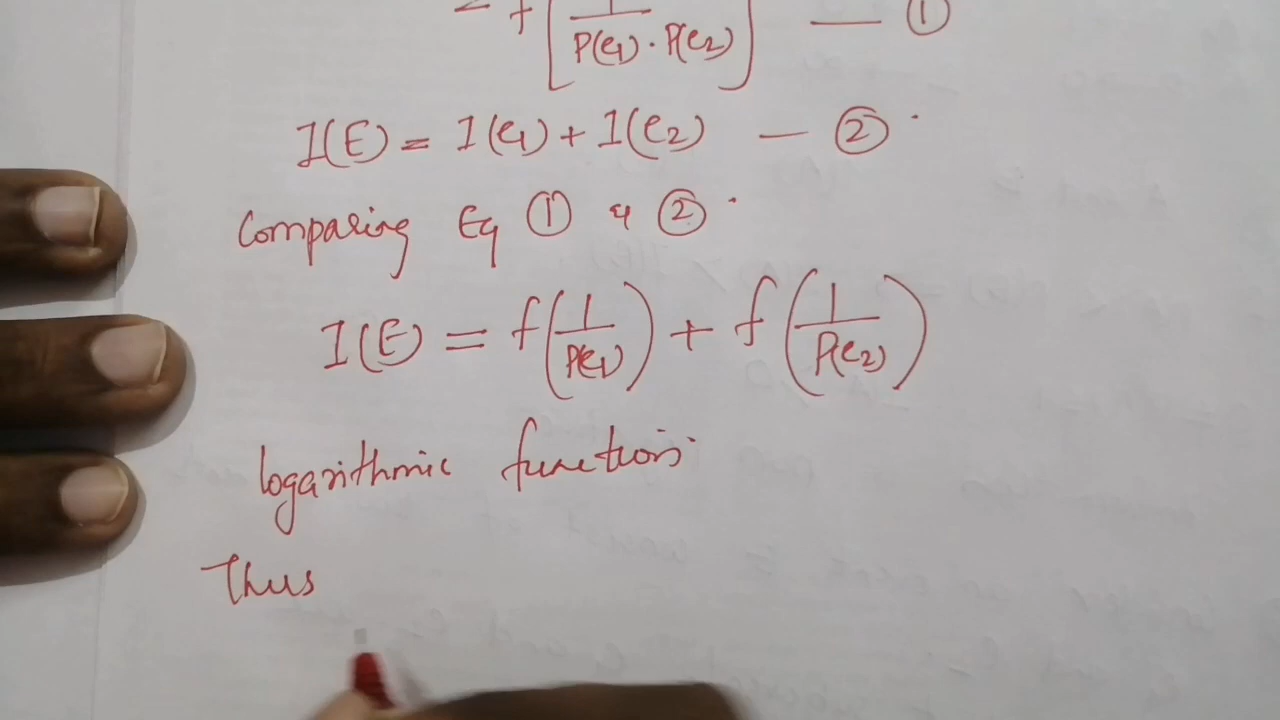 = f[1/P(e1)·P(e2)] — ①
I(E) = I(e1) + I(e2) — ②.
Comparing Eq ① & ②.
I(E) = f(1/P(e1)) + f(1/P(e2))
logarithmic function.
Thus